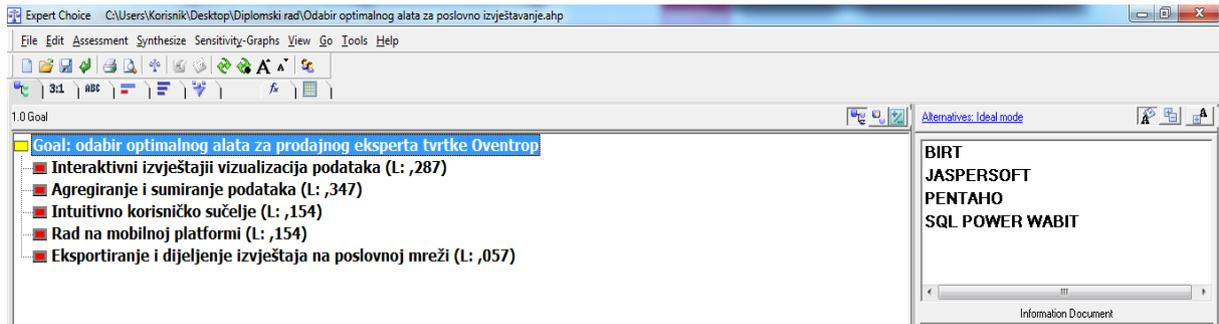 Expert Choice C:\Users\Korisnik\Desktop\Diplomski rad\Odabir optimalnog alata za poslovno izvještavanje.ahp
File Edit Assessment Synthesize Sensitivity-Graphs View Go Tools Help
3:1 ABC fx
1.0 Goal
Alternatives: Ideal mode
Goal: odabir optimalnog alata za prodajnog eksperta tvrtke Oventrop
Interaktivni izvještajii vizualizacija podataka (L: ,287)
Agregiranje i sumiranje podataka (L: ,347)
Intuitivno korisničko sučelje (L: ,154)
Rad na mobilnoj platformi (L: ,154)
Eksportiranje i dijeljenje izvještaja na poslovnoj mreži (L: ,057)
BIRT
JASPERSOFT
PENTAHO
SQL POWER WABIT
Information Document